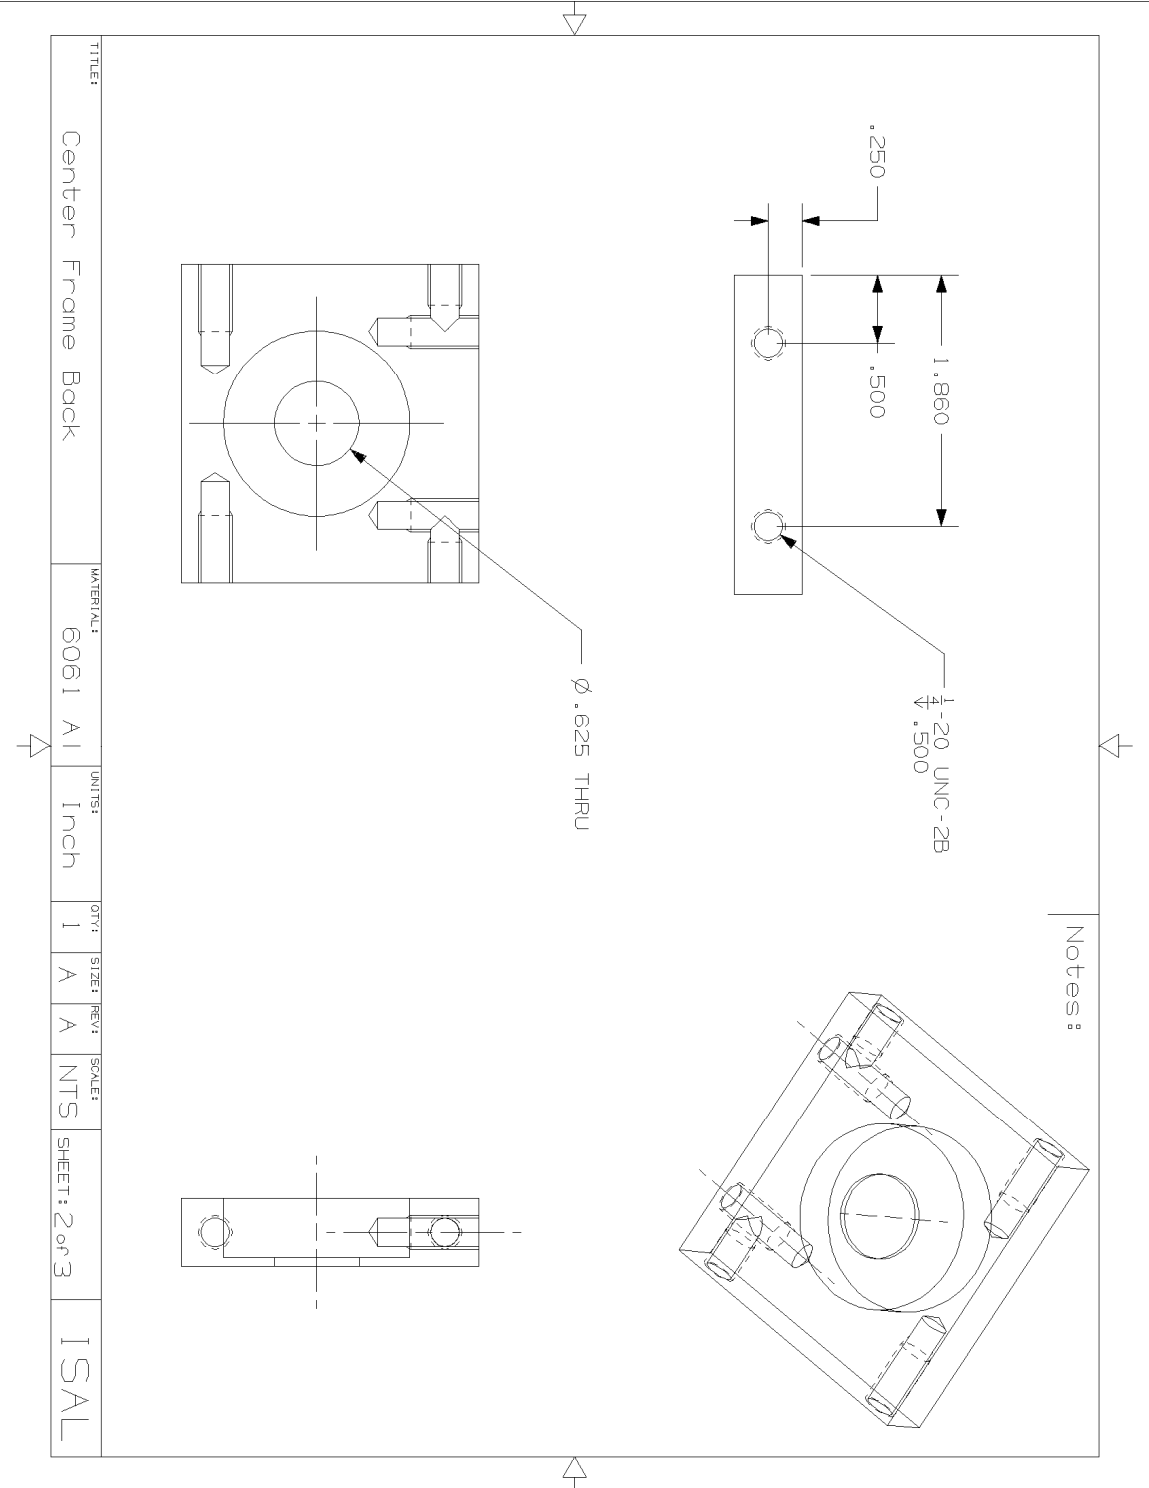 Notes:
.250
1.860
.500
1/4-20 UNC-2B
↧ .500
Ø.625 THRU
TITLE:
Center Frame Back
MATERIAL:
6061 Al
UNITS:
Inch
QTY:
1
SIZE:
A
REV:
A
SCALE:
NTS
SHEET: 2 of 3
ISAL